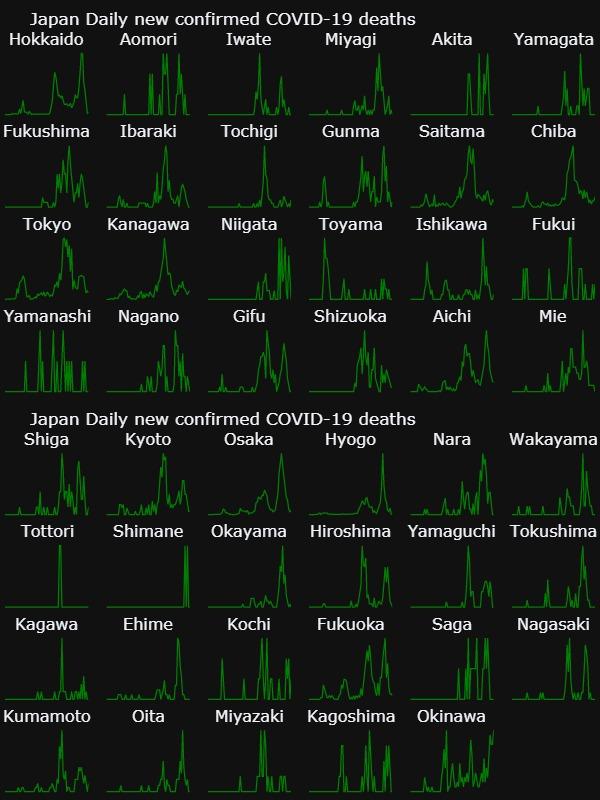 Japan Daily new confirmed COVID-19 deaths
Hokkaido Aomori Iwate Miyagi Akita Yamagata
Fukushima Ibaraki Tochigi Gunma Saitama Chiba
Tokyo Kanagawa Niigata Toyama Ishikawa Fukui
Yamanashi Nagano Gifu Shizuoka Aichi Mie
Japan Daily new confirmed COVID-19 deaths
Shiga Kyoto Osaka Hyogo Nara Wakayama
Tottori Shimane Okayama Hiroshima Yamaguchi Tokushima
Kagawa Ehime Kochi Fukuoka Saga Nagasaki
Kumamoto Oita Miyazaki Kagoshima Okinawa